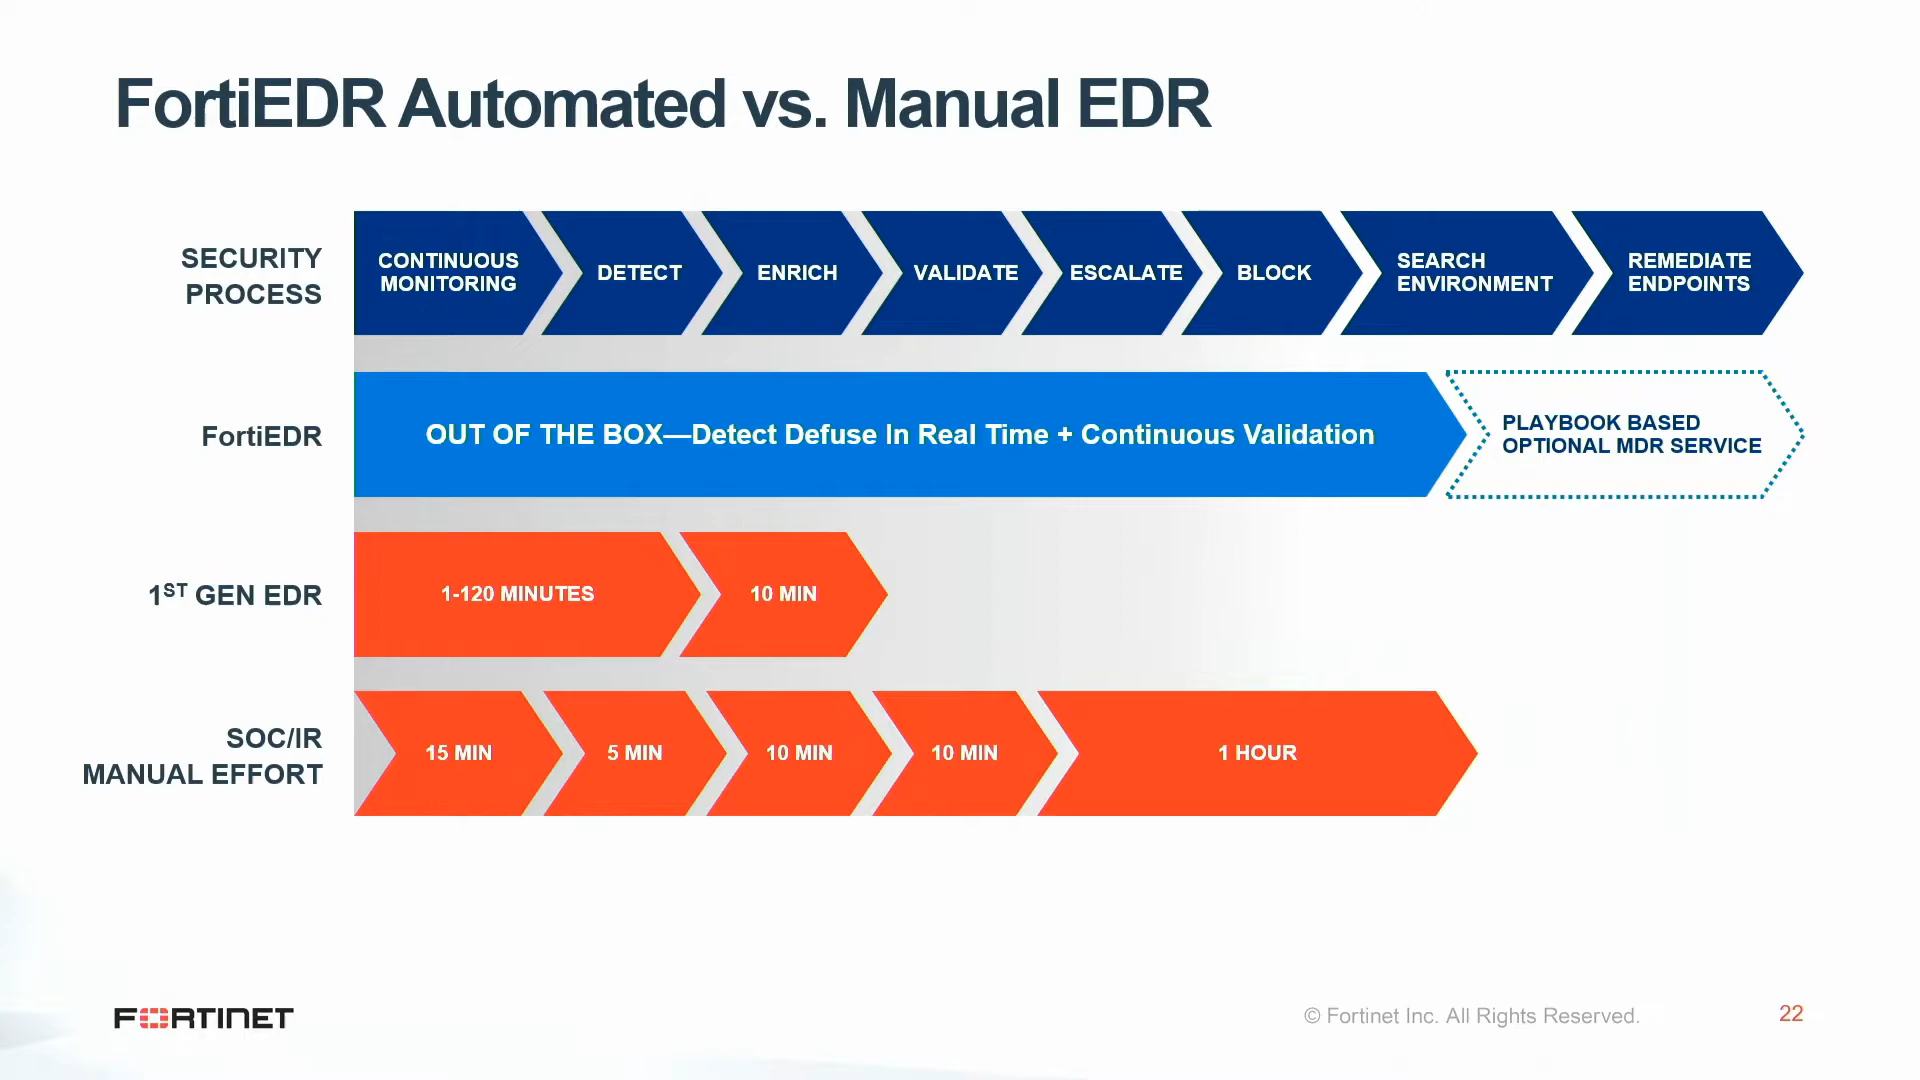 FortiEDR Automated vs. Manual EDR
SECURITY
PROCESS
CONTINUOUS
MONITORING
DETECT
ENRICH
VALIDATE
ESCALATE
BLOCK
SEARCH
ENVIRONMENT
REMEDIATE
ENDPOINTS
FortiEDR
OUT OF THE BOX—Detect Defuse In Real Time + Continuous Validation
PLAYBOOK BASED
OPTIONAL MDR SERVICE
1ST GEN EDR
1-120 MINUTES
10 MIN
SOC/IR
MANUAL EFFORT
15 MIN
5 MIN
10 MIN
10 MIN
1 HOUR
FORTINET
© Fortinet Inc. All Rights Reserved.
22